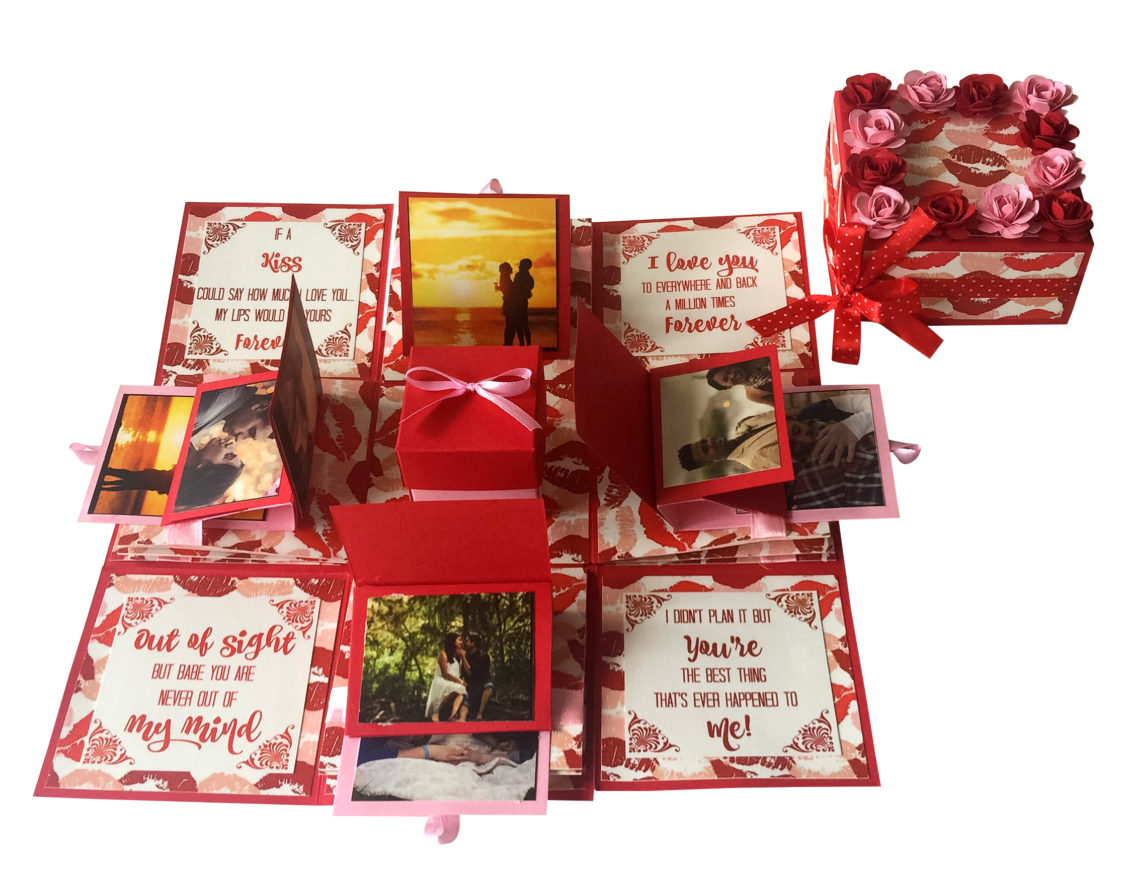 IF A
Kiss
COULD SAY HOW MUCH I LOVE YOU...
MY LIPS WOULD YOURS
Forever
I love you
TO EVERYWHERE AND BACK
A MILLION TIMES
Forever
Out of Sight
BUT BABE YOU ARE
NEVER OUT OF
My Mind
I DIDN'T PLAN IT BUT
You're
THE BEST THING
THAT'S EVER HAPPENED TO
Me!